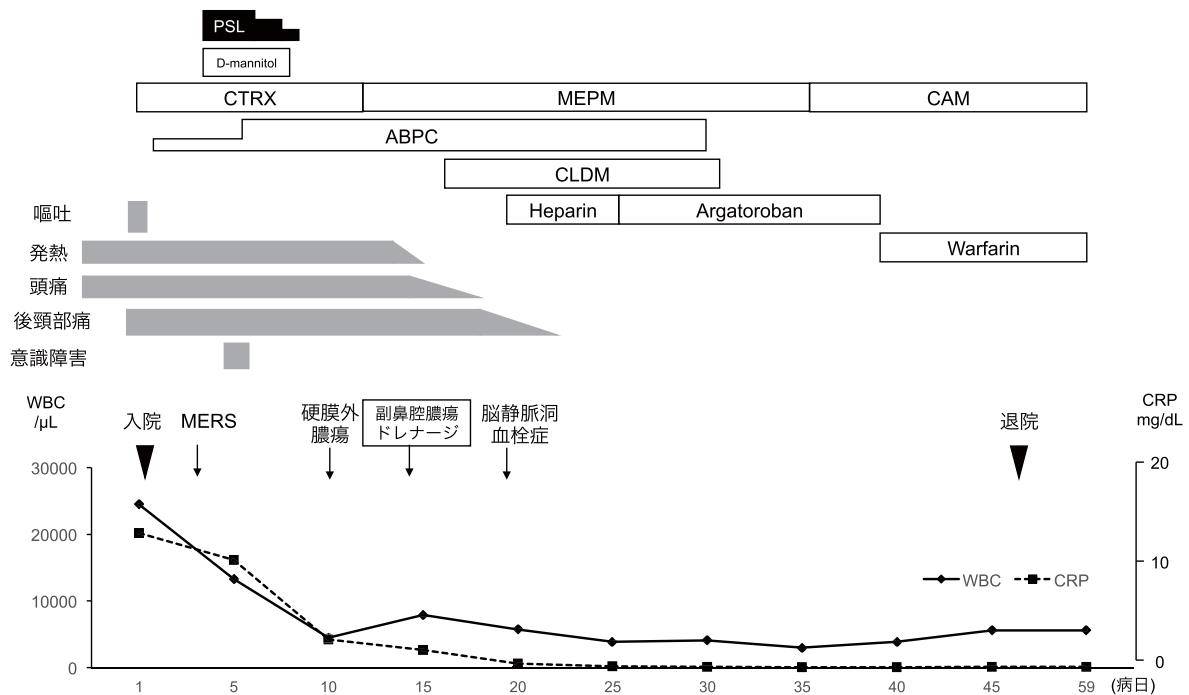 PSL
D-mannitol
CTRX MEPM CAM
ABPC
CLDM
Heparin Argatoroban
Warfarin
嘔吐
発熱
頭痛
後頸部痛
意識障害
WBC
/μL
入院
MERS
硬膜外
膿瘍
副鼻腔膿瘍
ドレナージ
脳静脈洞
血栓症
退院
CRP
mg/dL
30000
20000
10000
0
20
10
0
WBC CRP
1 5 10 15 20 25 30 35 40 45 59 (病日)